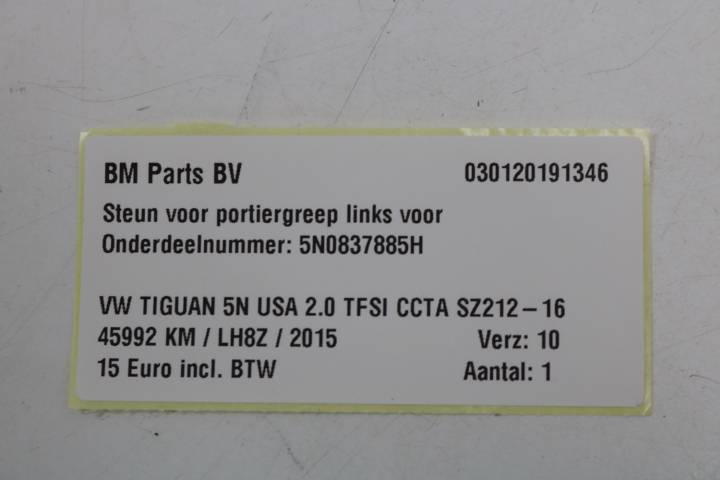 BM Parts BV 030120191346
Steun voor portiergreep links voor
Onderdeelnummer: 5N0837885H
VW TIGUAN 5N USA 2.0 TFSI CCTA SZ212-16
45992 KM / LH8Z / 2015 Verz: 10
15 Euro incl. BTW Aantal: 1